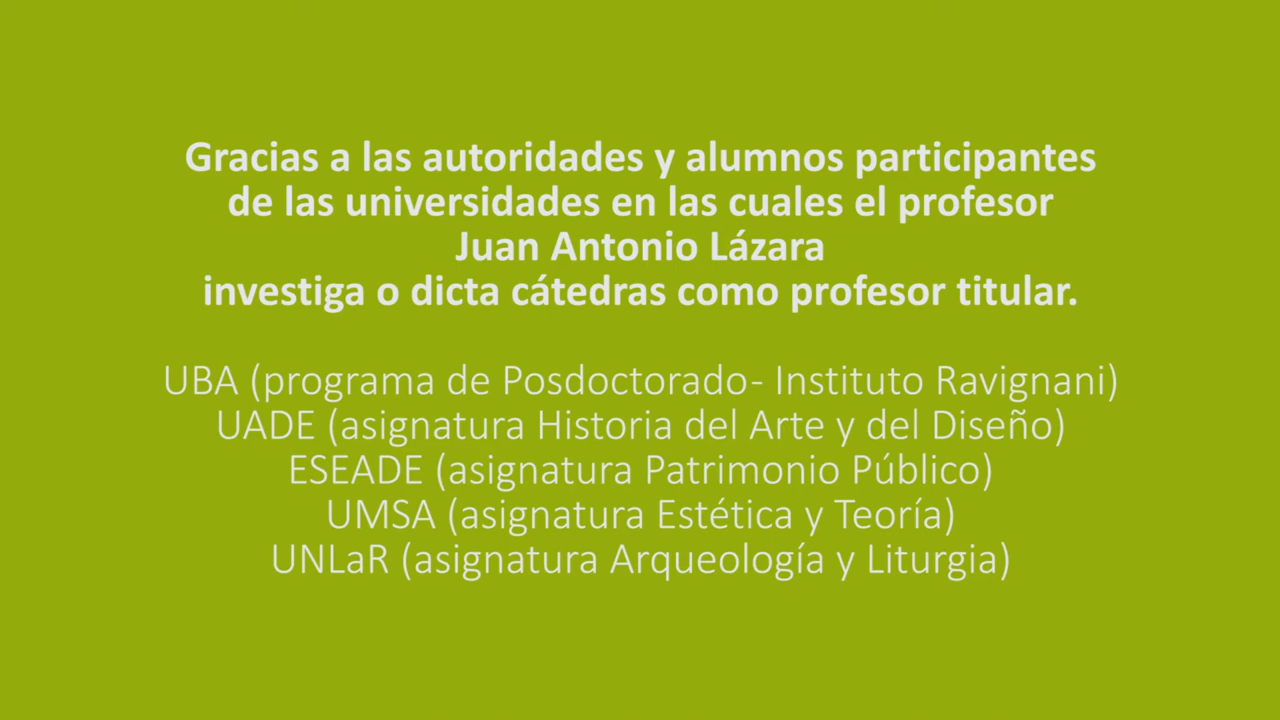 Gracias a las autoridades y alumnos participantes
de las universidades en las cuales el profesor
Juan Antonio Lázara
investiga o dicta cátedras como profesor titular.
UBA (programa de Posdoctorado- Instituto Ravignani)
UADE (asignatura Historia del Arte y del Diseño)
ESEADE (asignatura Patrimonio Público)
UMSA (asignatura Estética y Teoría)
UNLaR (asignatura Arqueología y Liturgia)